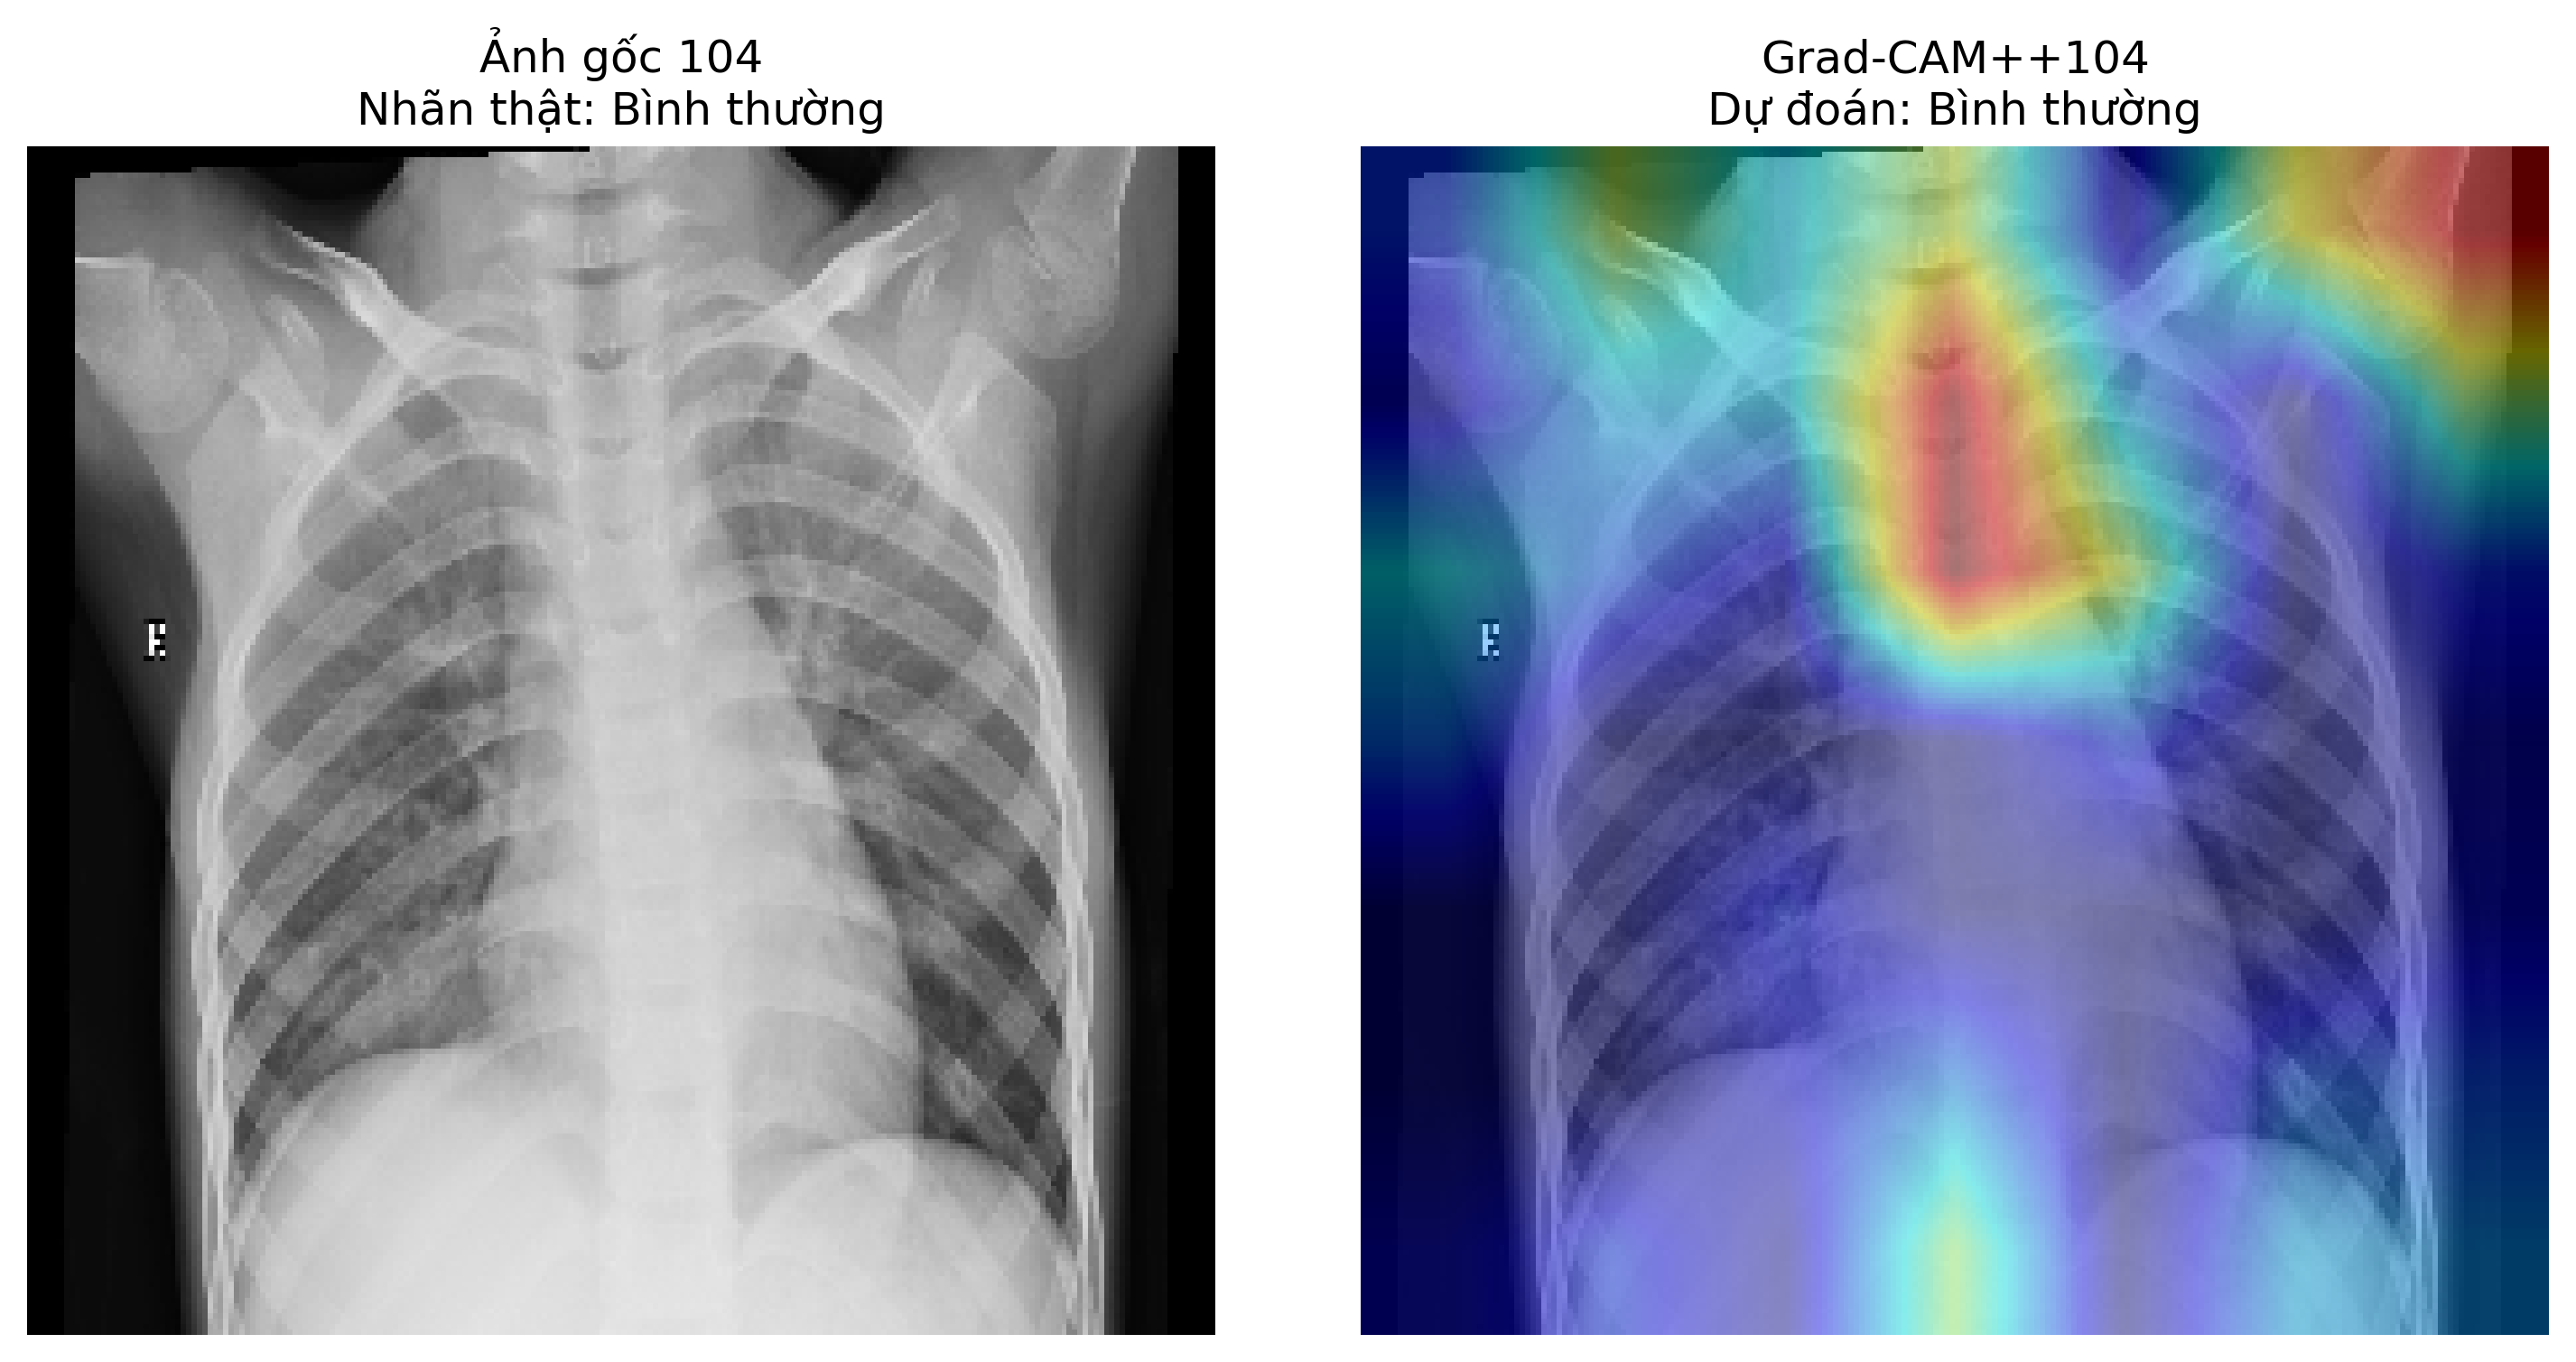 Ảnh gốc 104
Nhãn thật: Bình thường
Grad-CAM++104
Dự đoán: Bình thường